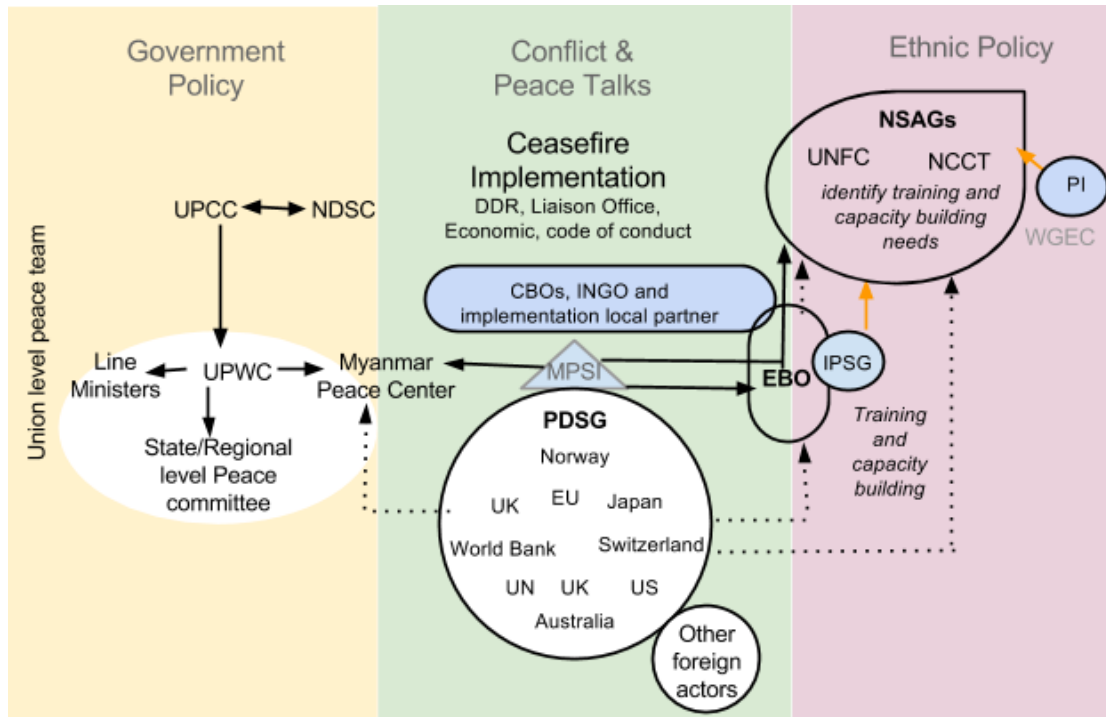 Government
Policy
Conflict &
Peace Talks
Ethnic Policy
Union level peace team
UPCC
NDSC
Line
Ministers
UPWC
Myanmar
Peace Center
State/Regional
level Peace
committee
Ceasefire
Implementation
DDR, Liaison Office,
Economic, code of conduct
CBOs, INGO and
implementation local partner
MPSI
PDSG
Norway
UK
EU
Japan
World Bank
Switzerland
UN
UK
US
Australia
Other
foreign
actors
NSAGs
UNFC
NCCT
identify training and
capacity building
needs
PI
WGEC
EBO
IPSG
Training
and
capacity
building